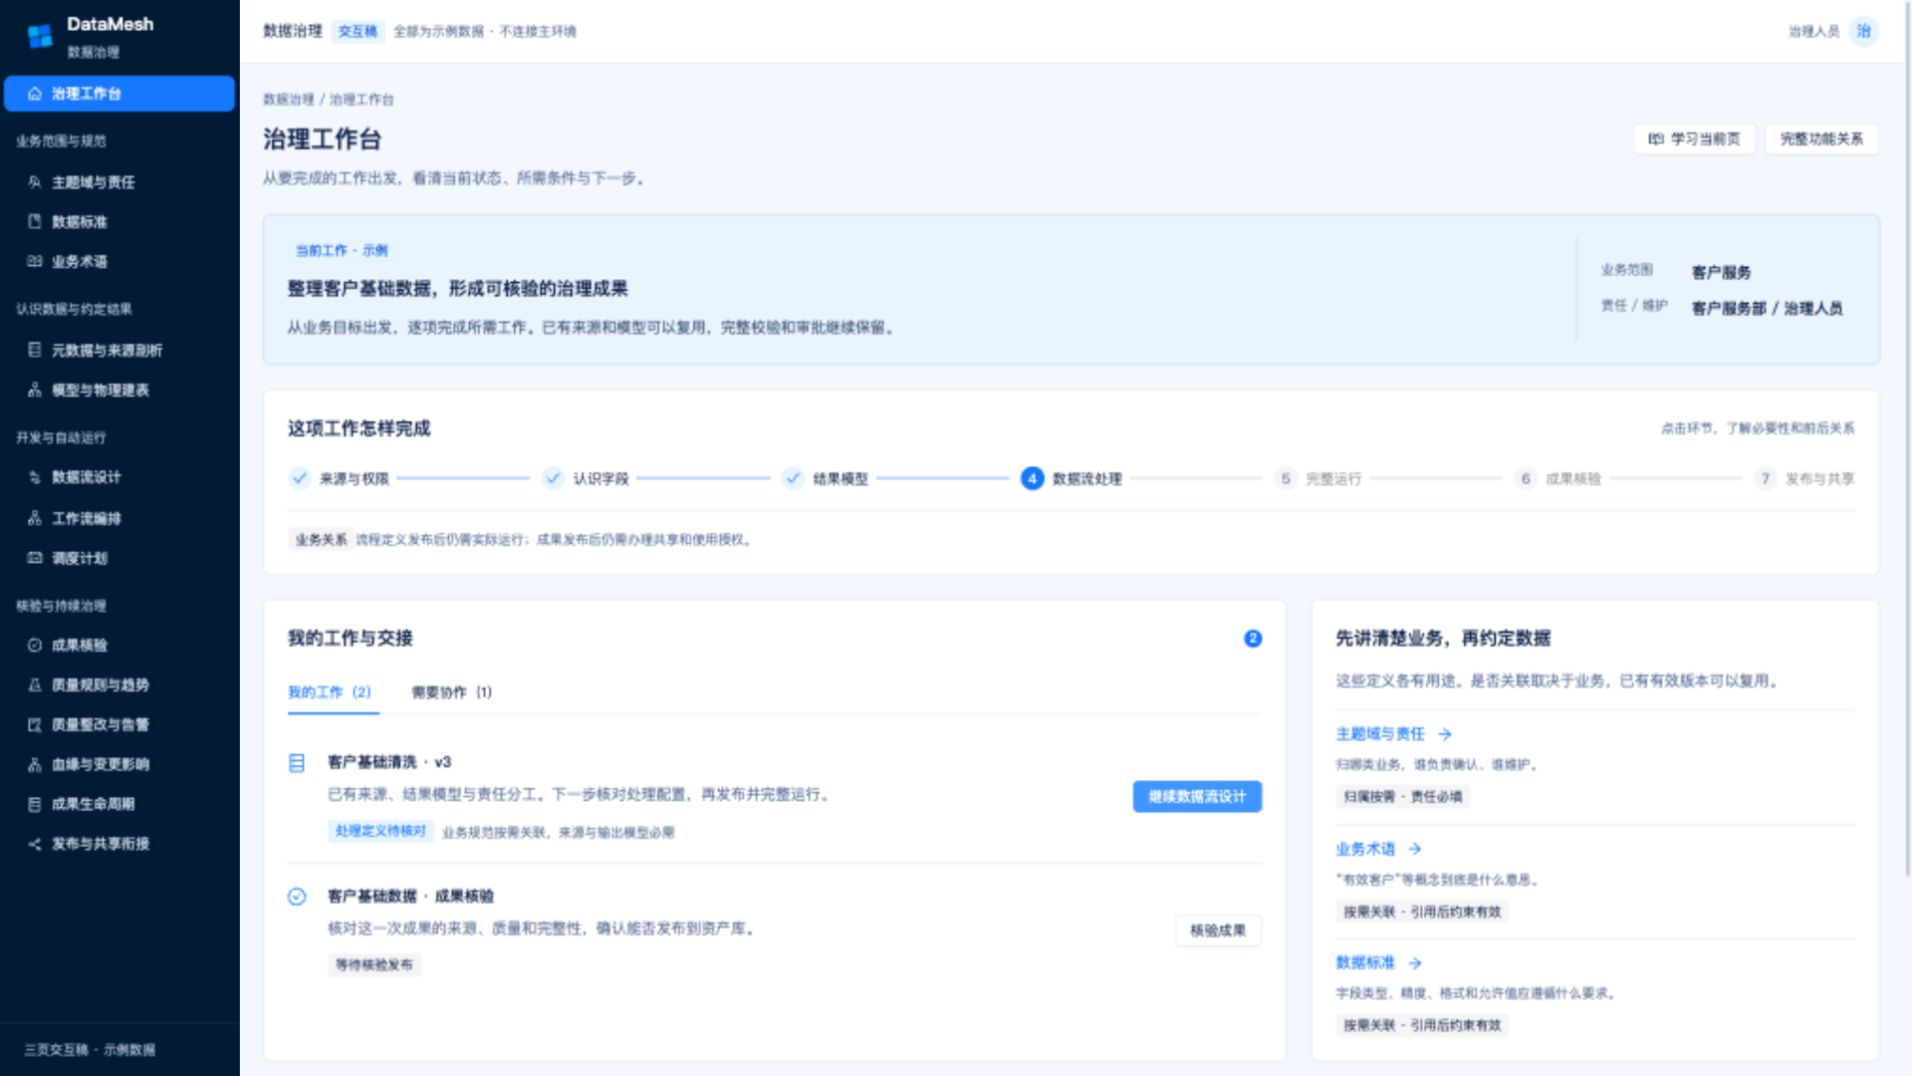 DataMesh
数据治理
治理工作台
业务范围与规范
主题域与责任
数据标准
业务术语
认识数据与约定结果
元数据与来源剖析
模型与物理建表
开发与自动运行
数据流设计
工作流编排
调度计划
核验与持续治理
成果核验
质量规则与趋势
质量整改与告警
血缘与变更影响
成果生命周期
发布与共享衔接
三页交互稿 · 示例数据
数据治理 交互稿 全部为示例数据 · 不连接主环境
治理人员 治
数据治理 / 治理工作台
治理工作台
学习当前页 完整功能关系
从要完成的工作出发，看清当前状态、所需条件与下一步。
当前工作 · 示例
整理客户基础数据，形成可核验的治理成果
从业务目标出发，逐项完成所需工作。已有来源和模型可以复用，完整校验和审批继续保留。
业务范围 客户服务
责任 / 维护 客户服务部 / 治理人员
这项工作怎样完成
点击环节，了解必要性和前后关系
来源与权限 认识字段 结果模型 4 数据流处理 5 完整运行 6 成果核验 7 发布与共享
业务关系 流程定义发布后仍需实际运行；成果发布后仍需办理共享和使用授权。
我的工作与交接 2
我的工作（2） 需要协作（1）
客户基础清洗 · v3
已有来源、结果模型与责任分工。下一步核对处理配置，再发布并完整运行。
继续数据流设计
处理定义待核对 业务规范按需关联，来源与输出模型必需
客户基础数据 · 成果核验
核对这一次成果的来源、质量和完整性，确认能否发布到资产库。
核验成果
等待核验发布
先讲清楚业务，再约定数据
这些定义各有用途。是否关联取决于业务，已有有效版本可以复用。
主题域与责任 →
归哪类业务，谁负责确认、谁维护。
归属按需 · 责任必填
业务术语 →
“有效客户”等概念到底是什么意思。
按需关联 · 引用后约束有效
数据标准 →
字段类型、精度、格式和允许值应遵循什么要求。
按需关联 · 引用后约束有效